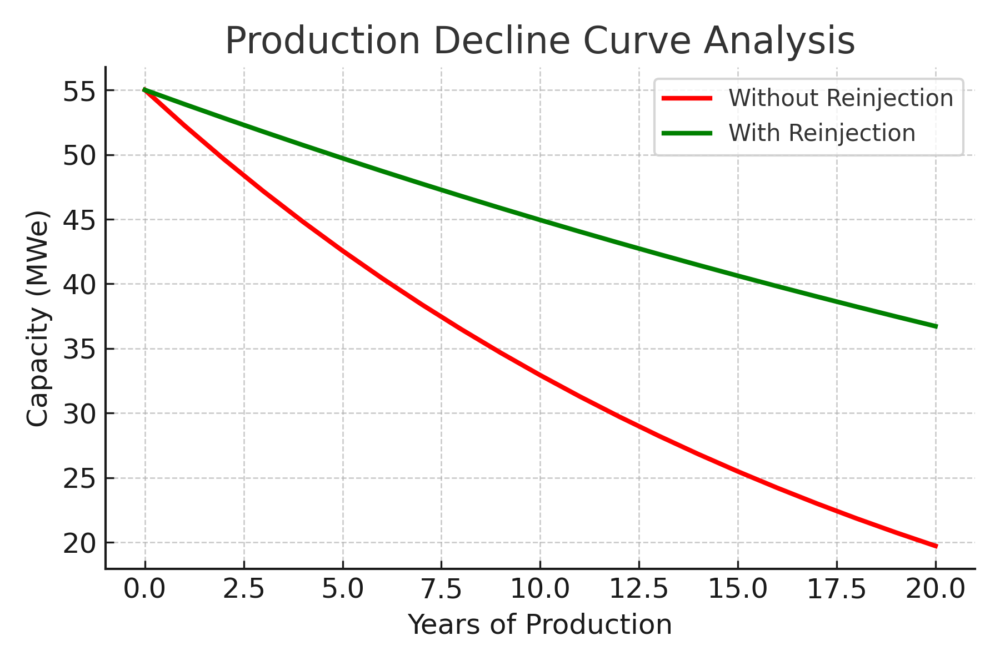 Production Decline Curve Analysis
Without Reinjection
With Reinjection
Capacity (MWe)
55
50
45
40
35
30
25
20
0.0 2.5 5.0 7.5 10.0 12.5 15.0 17.5 20.0
Years of Production